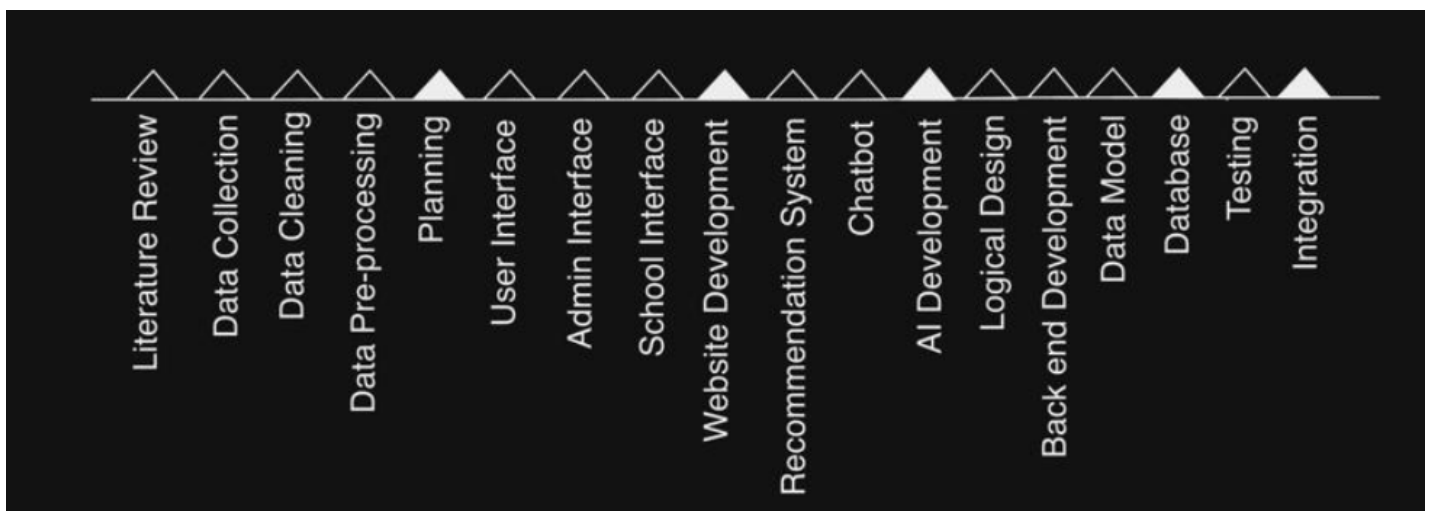 Literature Review
Data Collection
Data Cleaning
Data Pre-processing
Planning
User Interface
Admin Interface
School Interface
Website Development
Recommendation System
Chatbot
AI Development
Logical Design
Back end Development
Data Model
Database
Testing
Integration